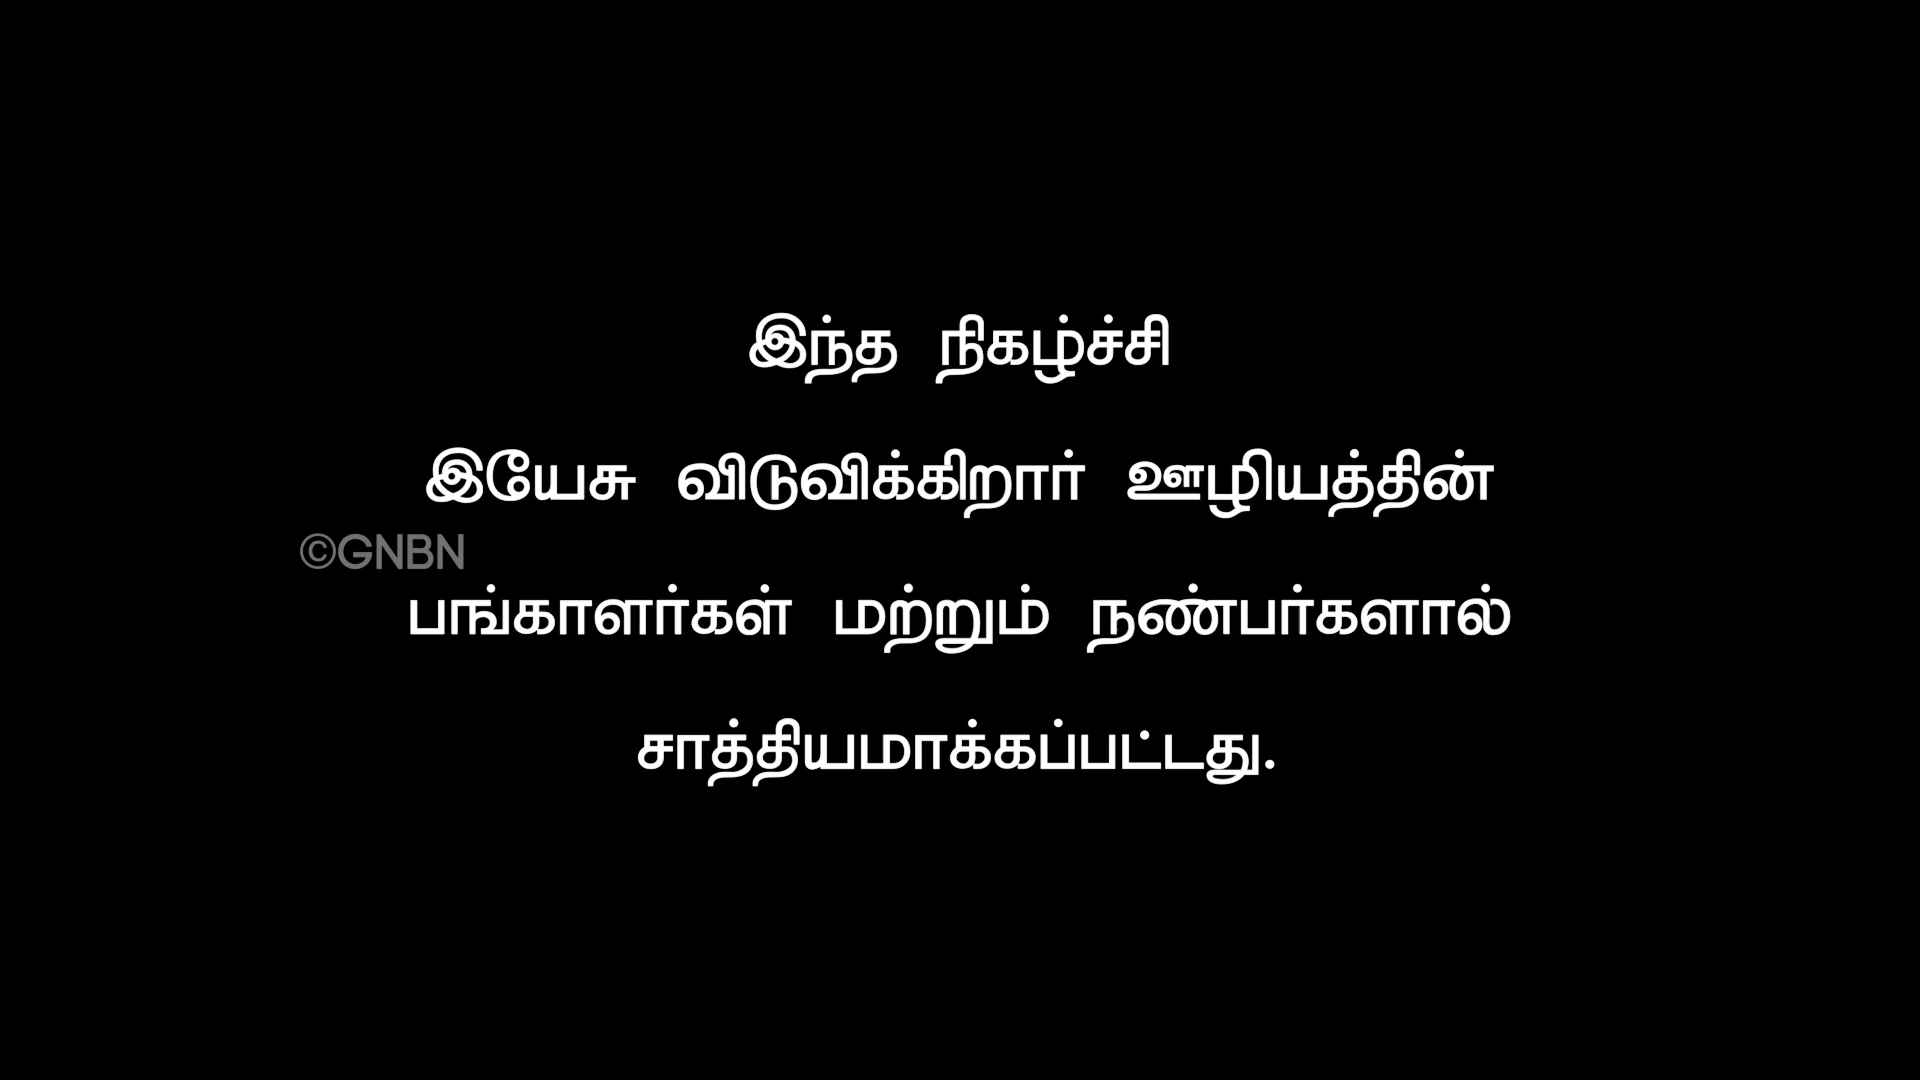 இந்த நிகழ்ச்சி
இயேசு விடுவிக்கிறார் ஊழியத்தின்
©GNBN
பங்காளர்கள் மற்றும் நண்பர்களால்
சாத்தியமாக்கப்பட்டது.